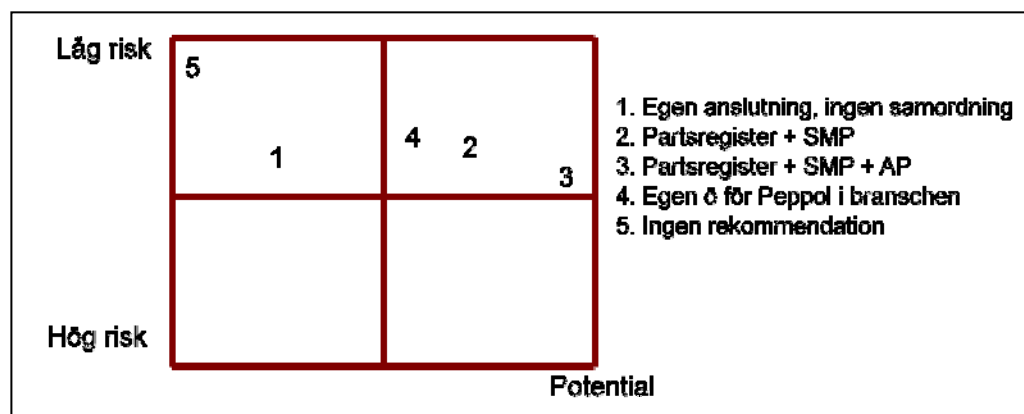 Låg risk
5
1
4
2
3
Hög risk
Potential
1. Egen anslutning, ingen samordning
2. Partsregister + SMP
3. Partsregister + SMP + AP
4. Egen ö för Peppol i branschen
5. Ingen rekommendation